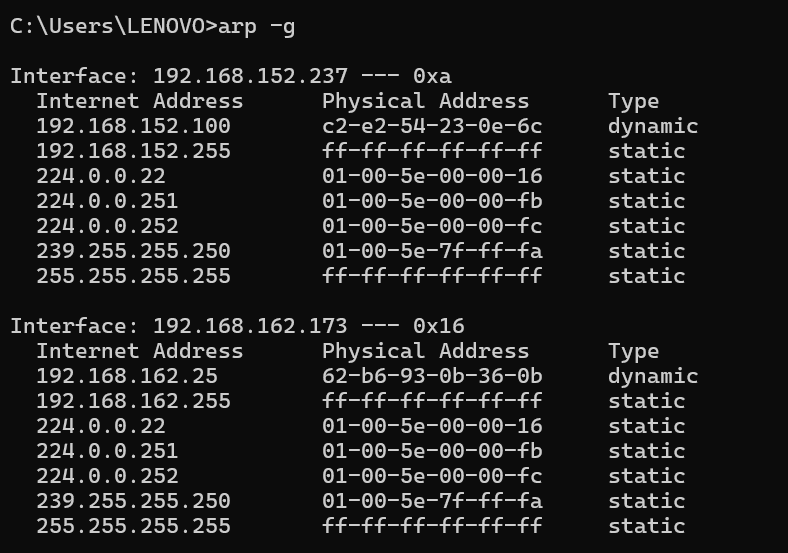 C:\Users\LENOVO>arp -g
Interface: 192.168.152.237 --- 0xa
Internet Address Physical Address Type
192.168.152.100 c2-e2-54-23-0e-6c dynamic
192.168.152.255 ff-ff-ff-ff-ff-ff static
224.0.0.22 01-00-5e-00-00-16 static
224.0.0.251 01-00-5e-00-00-fb static
224.0.0.252 01-00-5e-00-00-fc static
239.255.255.250 01-00-5e-7f-ff-fa static
255.255.255.255 ff-ff-ff-ff-ff-ff static
Interface: 192.168.162.173 --- 0x16
Internet Address Physical Address Type
192.168.162.25 62-b6-93-0b-36-0b dynamic
192.168.162.255 ff-ff-ff-ff-ff-ff static
224.0.0.22 01-00-5e-00-00-16 static
224.0.0.251 01-00-5e-00-00-fb static
224.0.0.252 01-00-5e-00-00-fc static
239.255.255.250 01-00-5e-7f-ff-fa static
255.255.255.255 ff-ff-ff-ff-ff-ff static